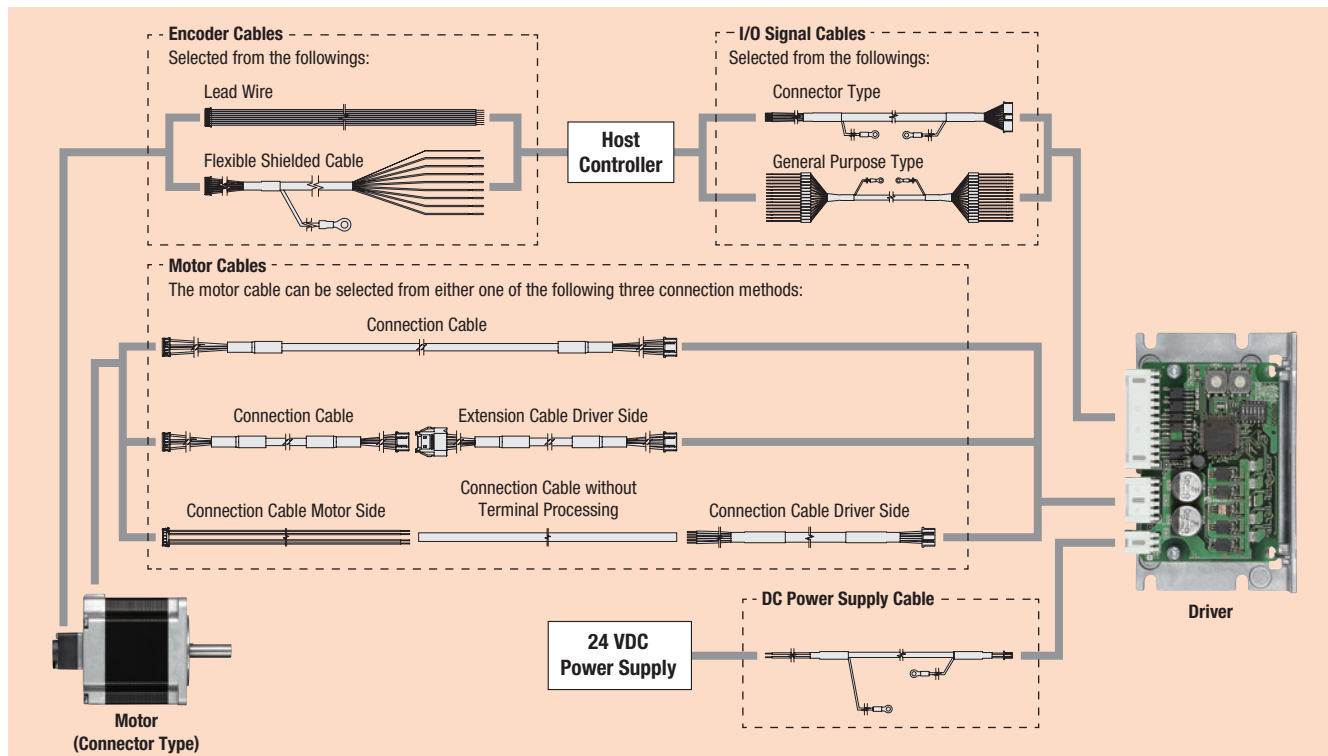 Encoder Cables
Selected from the followings:
Lead Wire
Flexible Shielded Cable
Host
Controller
I/O Signal Cables
Selected from the followings:
Connector Type
General Purpose Type
Motor Cables
The motor cable can be selected from either one of the following three connection methods:
Connection Cable
Connection Cable
Extension Cable Driver Side
Connection Cable Motor Side
Connection Cable without
Terminal Processing
Connection Cable Driver Side
Driver
DC Power Supply Cable
24 VDC
Power Supply
Motor
(Connector Type)